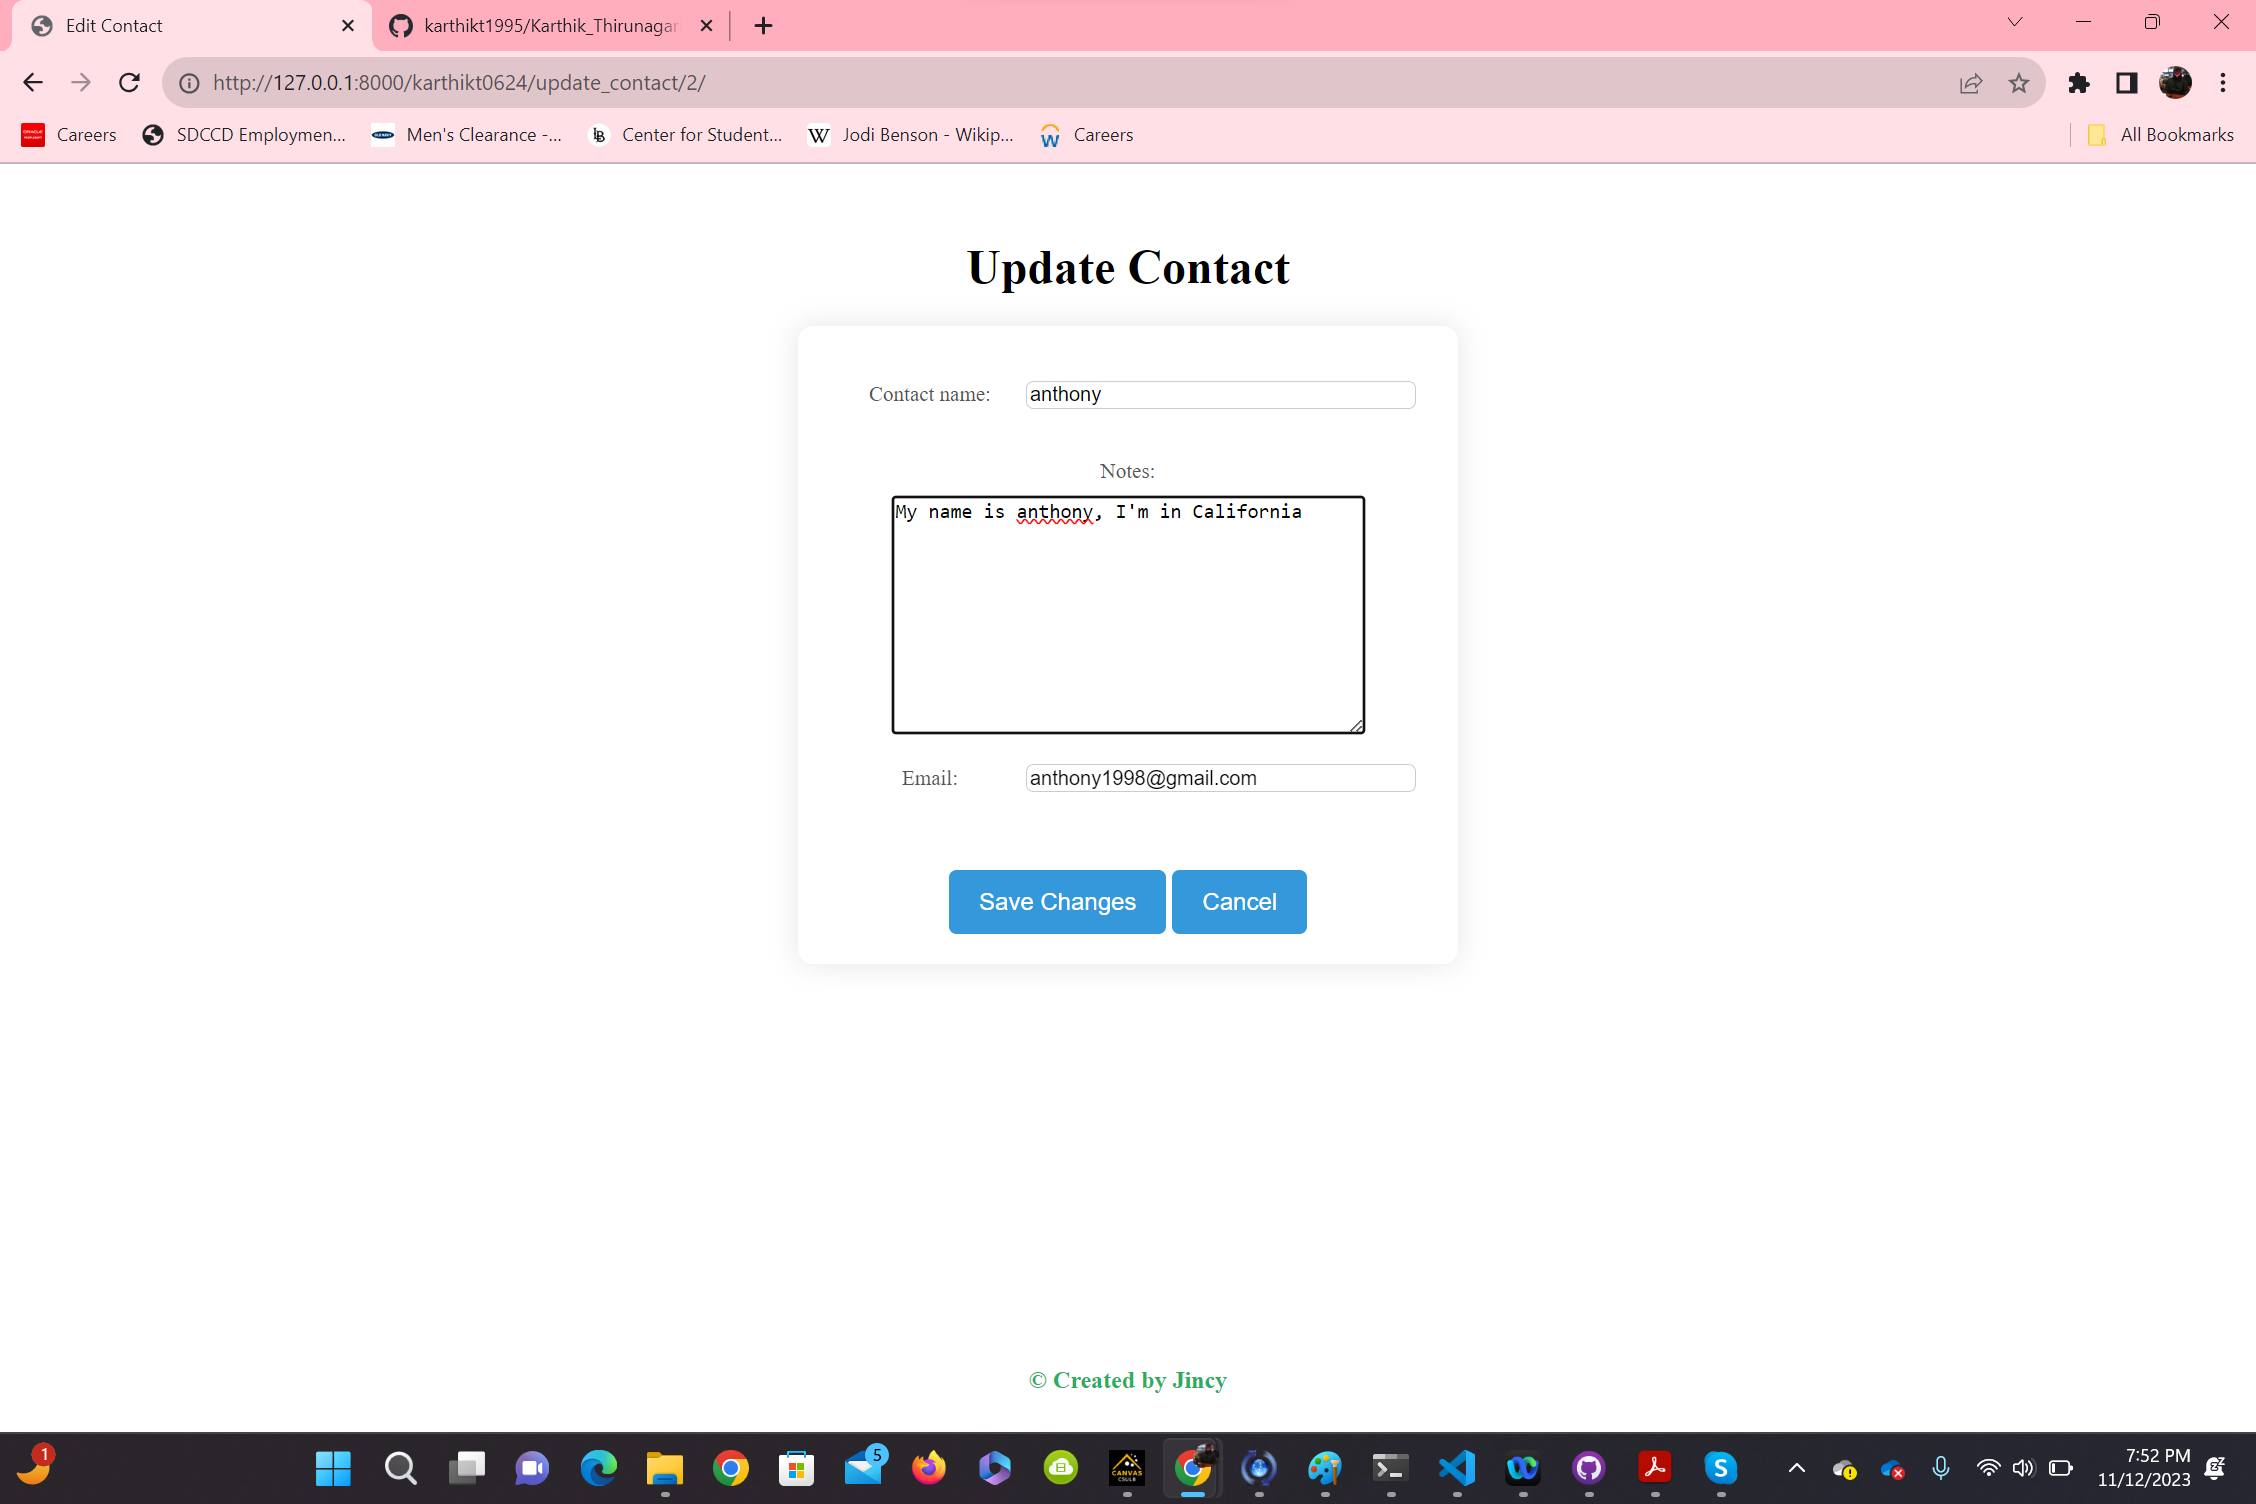 Edit Contact
karthikt1995/Karthik_Thirunagar
http://127.0.0.1:8000/karthikt0624/update_contact/2/
Careers
SDCCD Employmen...
Men's Clearance -...
Center for Student...
Jodi Benson - Wikip...
Careers
All Bookmarks
Update Contact
Contact name:
anthony
Notes:
My name is anthony, I'm in California
Email:
anthony1998@gmail.com
Save Changes
Cancel
© Created by Jincy
1
5
CANVAS
CSULB
7:52 PM
11/12/2023